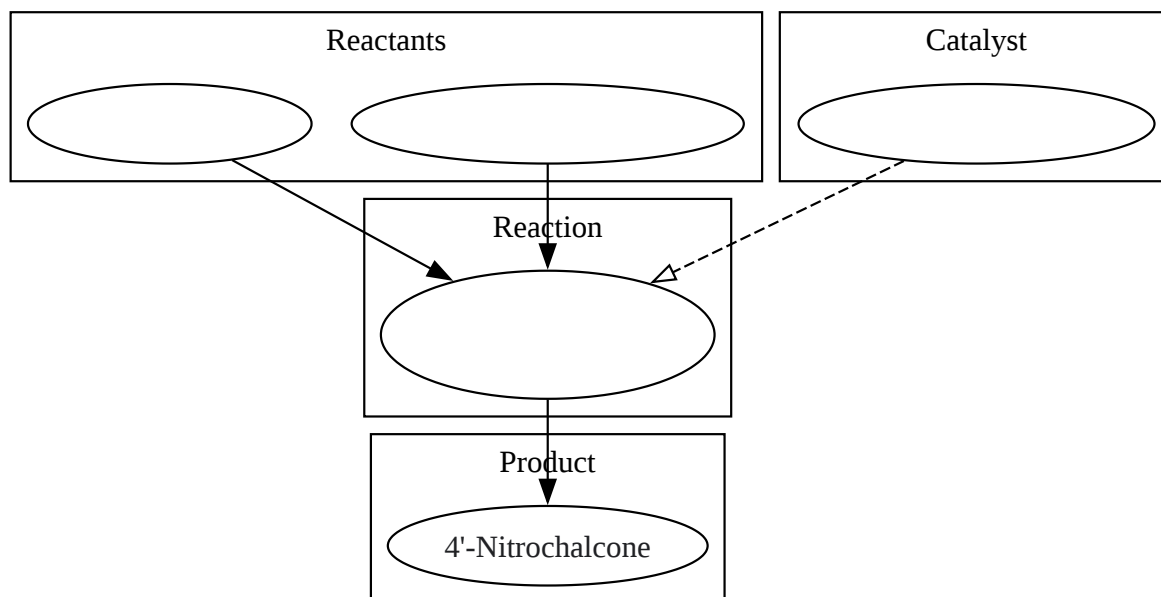 Reactants
Catalyst
Reaction
Product
4'-Nitrochalcone